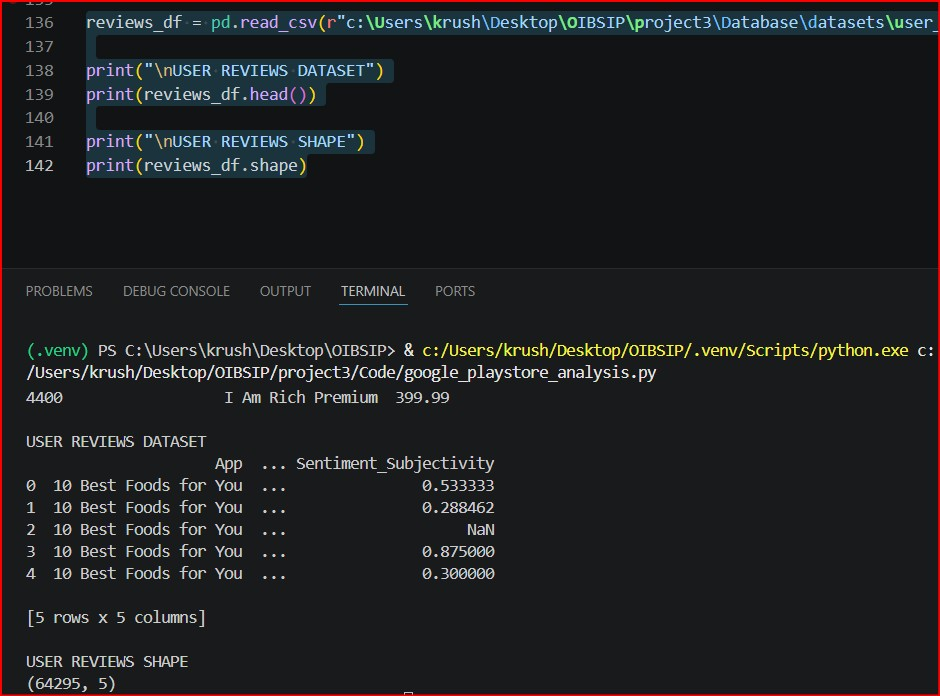 136 reviews_df = pd.read_csv(r"c:\Users\krush\Desktop\OIBSIP\project3\Database\datasets\user_
137
138 print("\nUSER REVIEWS DATASET")
139 print(reviews_df.head())
140
141 print("\nUSER REVIEWS SHAPE")
142 print(reviews_df.shape)
PROBLEMS DEBUG CONSOLE OUTPUT TERMINAL PORTS
(.venv) PS C:\Users\krush\Desktop\OIBSIP> & c:/Users/krush/Desktop/OIBSIP/.venv/Scripts/python.exe c:
/Users/krush/Desktop/OIBSIP/project3/Code/google_playstore_analysis.py
4400 I Am Rich Premium 399.99
USER REVIEWS DATASET
App ... Sentiment_Subjectivity
0 10 Best Foods for You ... 0.533333
1 10 Best Foods for You ... 0.288462
2 10 Best Foods for You ... NaN
3 10 Best Foods for You ... 0.875000
4 10 Best Foods for You ... 0.300000
[5 rows x 5 columns]
USER REVIEWS SHAPE
(64295, 5)